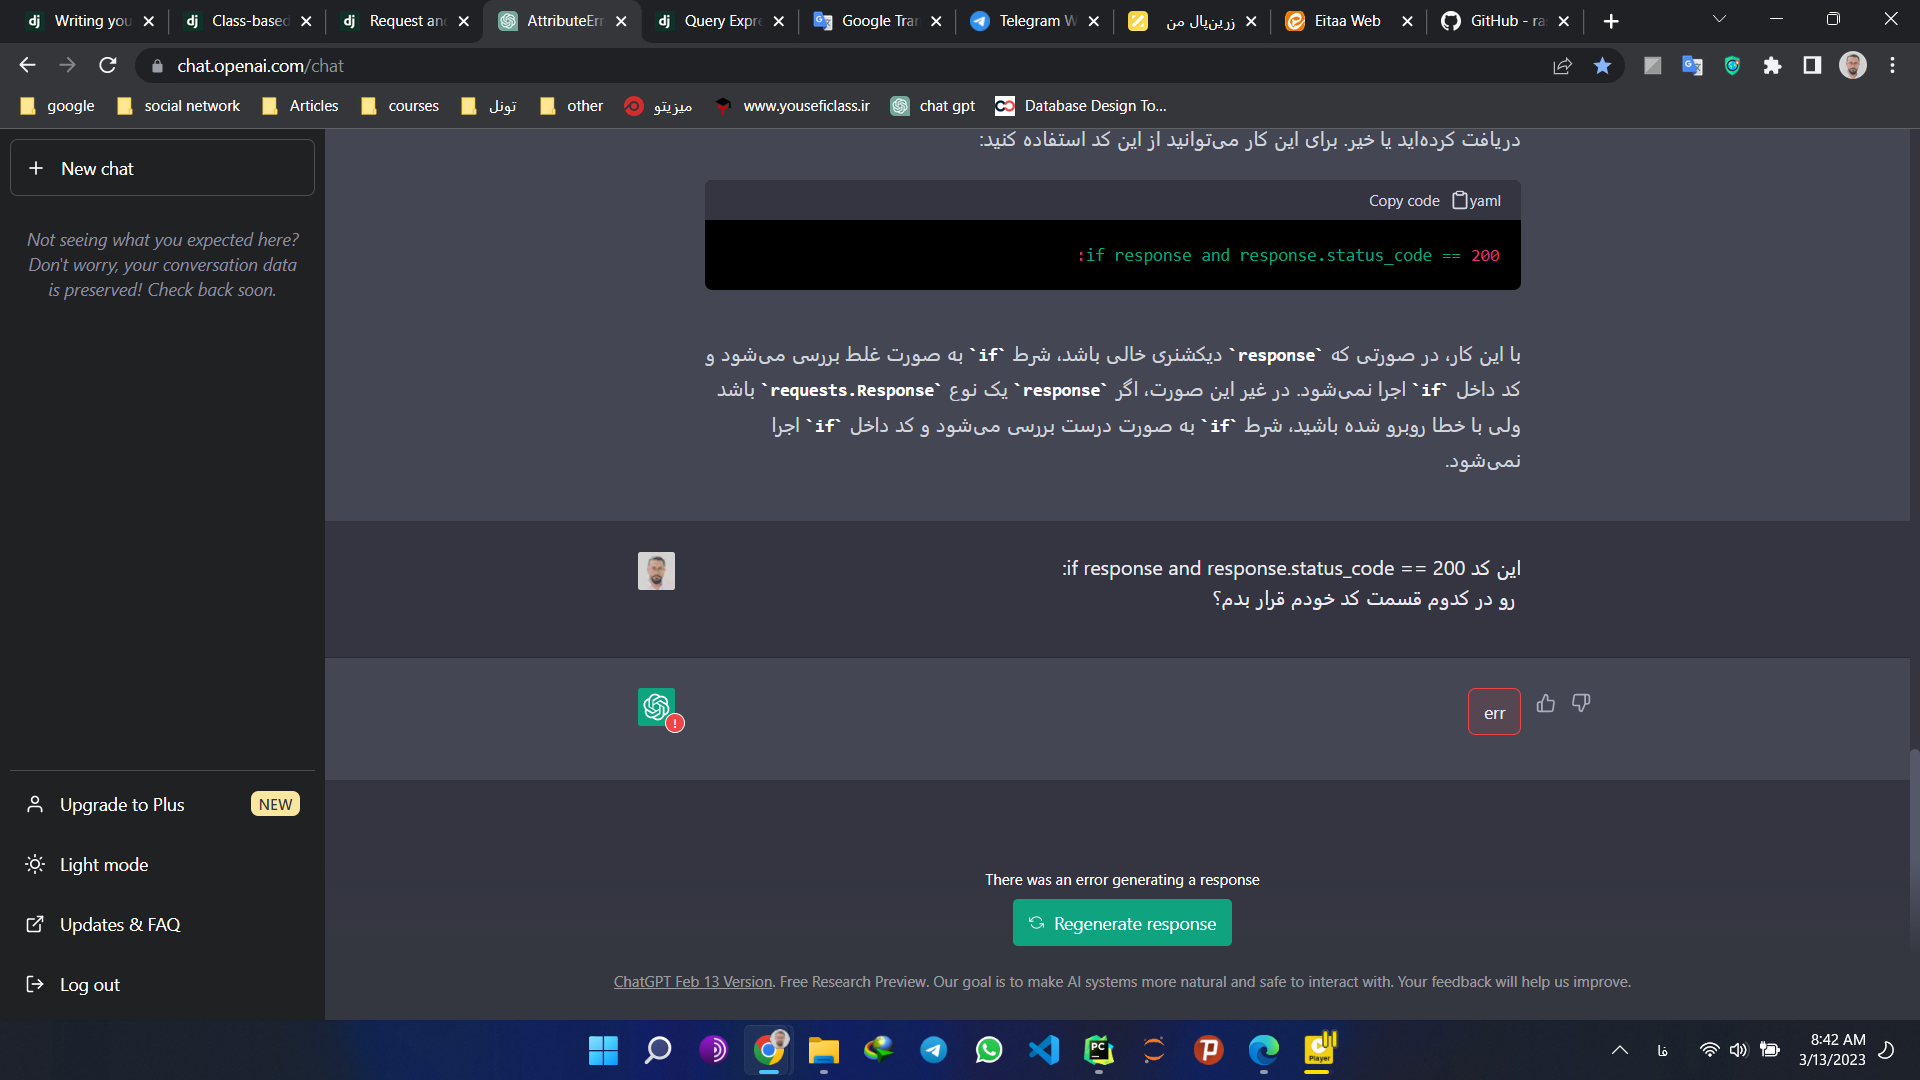 Writing you
Class-based
Request and
AttributeErr
Query Expre
Google Tran
Telegram W
زرین‌پال من
Eitaa Web
GitHub - ras
chat.openai.com/chat
google
social network
Articles
courses
تونل
other
میزیتو
www.youseficlass.ir
chat gpt
Database Design To...
New chat
Not seeing what you expected here?
Don't worry, your conversation data
is preserved! Check back soon.
دریافت کرده‌اید یا خیر. برای این کار می‌توانید از این کد استفاده کنید:
Copy code
yaml
:if response and response.status_code == 200
با این کار، در صورتی که `response` دیکشنری خالی باشد، شرط `if` به صورت غلط بررسی می‌شود و
کد داخل `if` اجرا نمی‌شود. در غیر این صورت، اگر `response` یک نوع `requests.Response` باشد
ولی با خطا روبرو شده باشید، شرط `if` به صورت درست بررسی می‌شود و کد داخل `if` اجرا
نمی‌شود.
این کد if response and response.status_code == 200:
رو در کدوم قسمت کد خودم قرار بدم؟
err
Upgrade to Plus
NEW
Light mode
Updates & FAQ
Log out
There was an error generating a response
Regenerate response
ChatGPT Feb 13 Version. Free Research Preview. Our goal is to make AI systems more natural and safe to interact with. Your feedback will help us improve.
PC
Player
فا
8:42 AM
3/13/2023